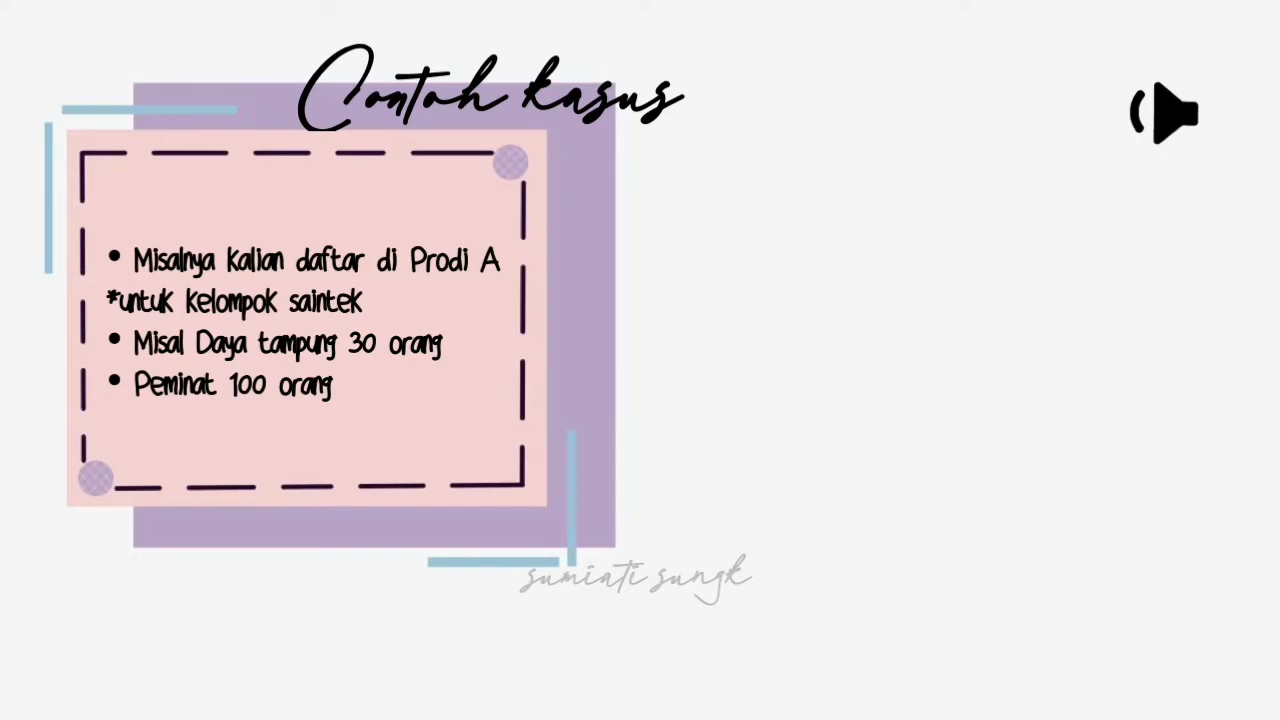 Contoh kasus
• Misalnya kalian daftar di Prodi A
*untuk kelompok saintek
• Misal Daya tampung 30 orang
• Peminat 100 orang
sumiati sungk